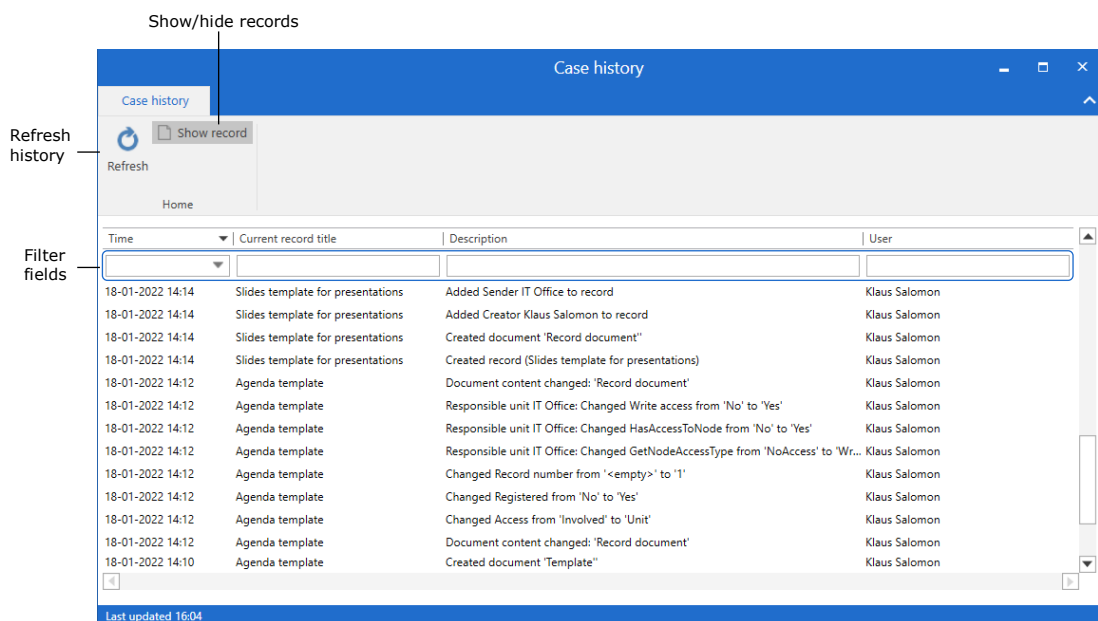 Show/hide records
Case history
Case history
Refresh
history
Show record
Refresh
Home
Filter
fields
Time Current record title Description User
18-01-2022 14:14 Slides template for presentations Added Sender IT Office to record Klaus Salomon
18-01-2022 14:14 Slides template for presentations Added Creator Klaus Salomon to record Klaus Salomon
18-01-2022 14:14 Slides template for presentations Created document 'Record document'' Klaus Salomon
18-01-2022 14:14 Slides template for presentations Created record (Slides template for presentations) Klaus Salomon
18-01-2022 14:12 Agenda template Document content changed: 'Record document' Klaus Salomon
18-01-2022 14:12 Agenda template Responsible unit IT Office: Changed Write access from 'No' to 'Yes' Klaus Salomon
18-01-2022 14:12 Agenda template Responsible unit IT Office: Changed HasAccessToNode from 'No' to 'Yes' Klaus Salomon
18-01-2022 14:12 Agenda template Responsible unit IT Office: Changed GetNodeAccessType from 'NoAccess' to 'Wr... Klaus Salomon
18-01-2022 14:12 Agenda template Changed Record number from '<empty>' to '1' Klaus Salomon
18-01-2022 14:12 Agenda template Changed Registered from 'No' to 'Yes' Klaus Salomon
18-01-2022 14:12 Agenda template Changed Access from 'Involved' to 'Unit' Klaus Salomon
18-01-2022 14:12 Agenda template Document content changed: 'Record document' Klaus Salomon
18-01-2022 14:10 Agenda template Created document 'Template'' Klaus Salomon
Last updated 16:04